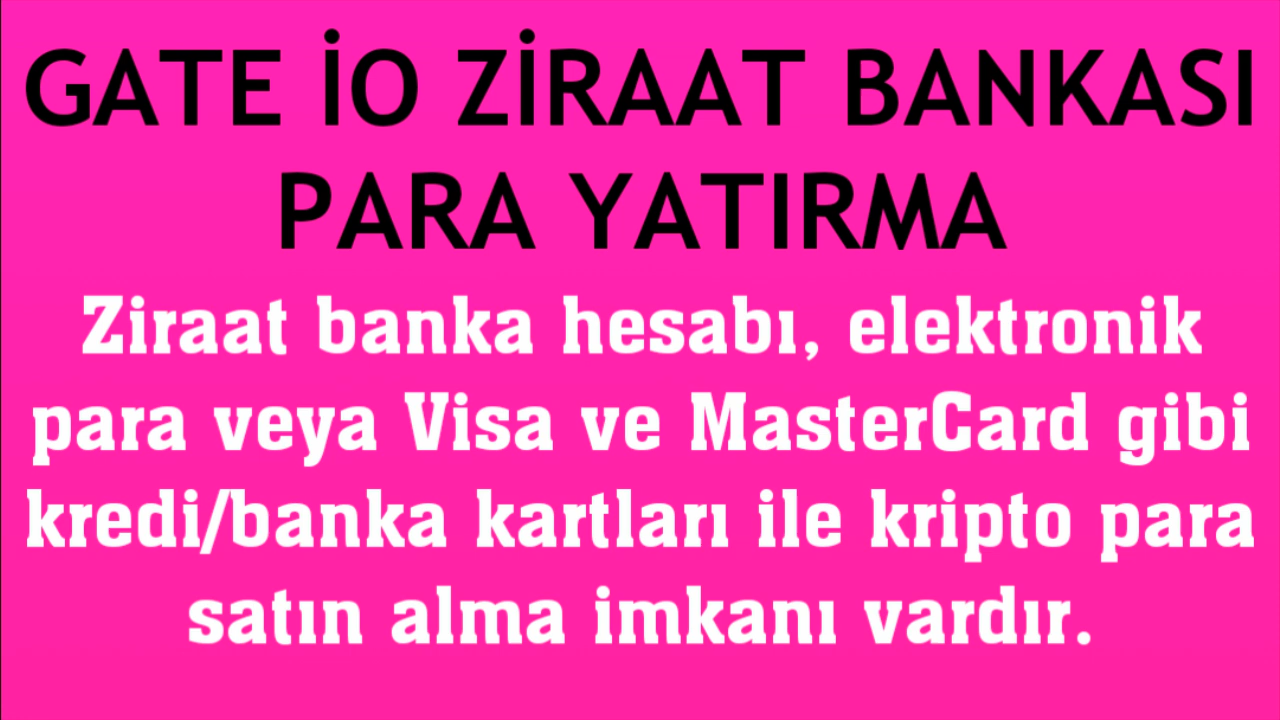 GATE İO ZİRAAT BANKASI
PARA YATIRMA
Ziraat banka hesabı, elektronik
para veya Visa ve MasterCard gibi
kredi/banka kartları ile kripto para
satın alma imkanı vardır.